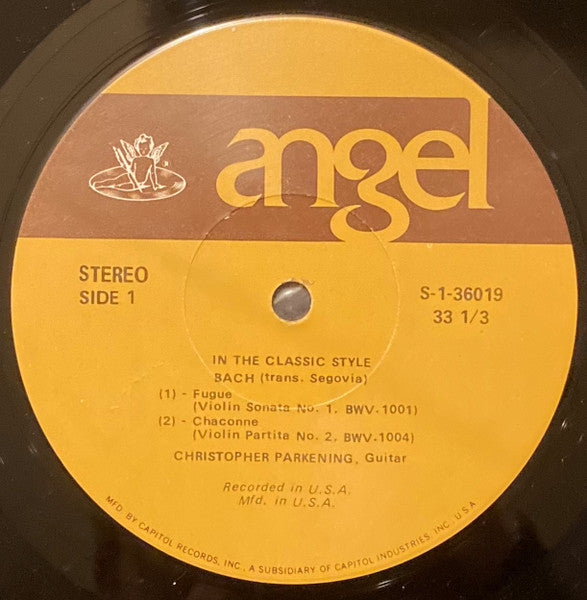 angel
STEREO
SIDE 1
S-1-36019
33 1/3
IN THE CLASSIC STYLE
BACH (trans. Segovia)
(1) - Fugue
(Violin Sonata No. 1, BWV.1001)
(2) - Chaconne
(Violin Partita No. 2, BWV.1004)
CHRISTOPHER PARKENING, Guitar
Recorded in U.S.A.
Mfd. in U.S.A.
MFD. BY CAPITOL RECORDS, INC., A SUBSIDIARY OF CAPITOL INDUSTRIES, INC., U.S.A.